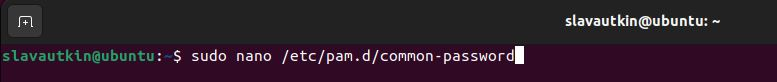 slavautkin@ubuntu: ~
slavautkin@ubuntu:~$ sudo nano /etc/pam.d/common-password